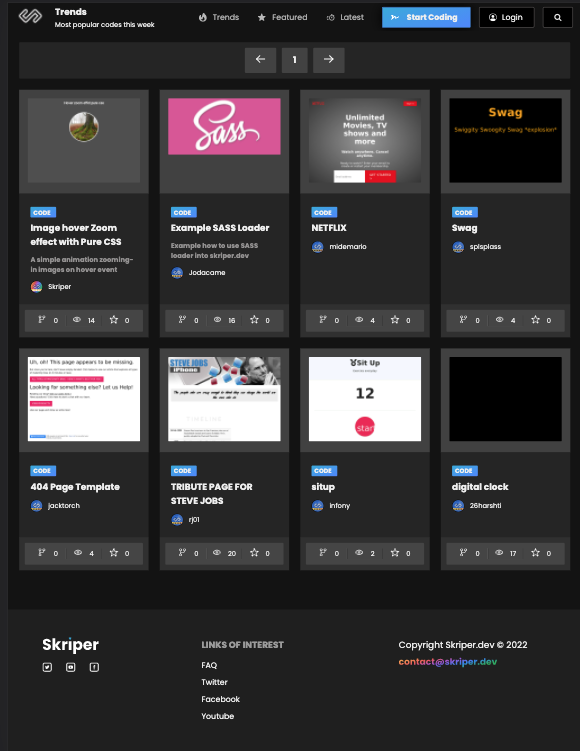 Trends
Most popular codes this week
Trends
Featured
Latest
Start Coding
Login
1
Sass
Unlimited
Movies, TV
shows and
more
Swag
Swiggity Swoogity Swag *explosion*
CODE
Image hover Zoom
effect with Pure CSS
A simple animation zooming-
in images on hover event
Skriper
0 14 0
CODE
Example SASS Loader
Example how to use SASS
loader into skriper.dev
Jodacame
0 16 0
CODE
NETFLIX
midemario
0 4 0
CODE
Swag
splsplass
0 4 0
Uh, oh! This page appears to be missing.
Looking for something else? Let us Help!
STEVE JOBS
iPhone
TIMELINE
Sit Up
12
star
CODE
404 Page Template
jacktorch
0 4 0
CODE
TRIBUTE PAGE FOR
STEVE JOBS
rj01
0 20 0
CODE
situp
infony
0 2 0
CODE
digital clock
26harshti
0 17 0
Skriper
LINKS OF INTEREST
FAQ
Twitter
Facebook
Youtube
Copyright Skriper.dev © 2022
contact@skriper.dev